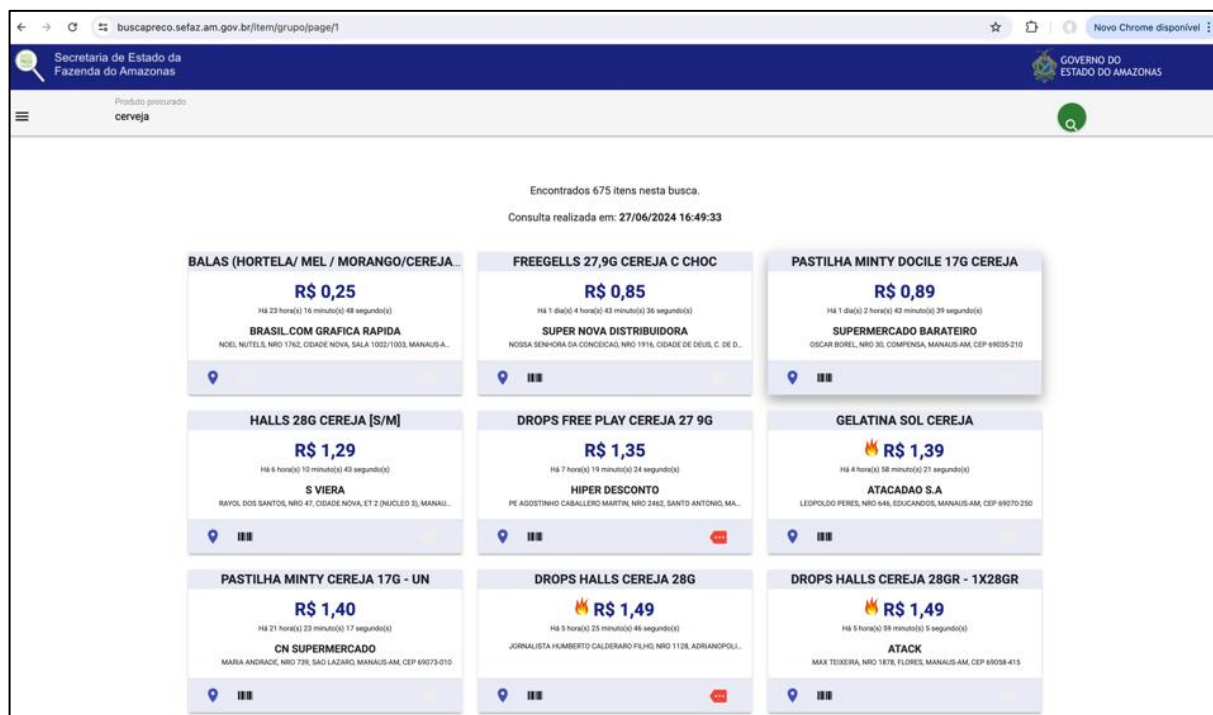 buscapreco.sefaz.am.gov.br/item/grupo/page/1
Novo Chrome disponível
Secretaria de Estado da
Fazenda do Amazonas
GOVERNO DO
ESTADO DO AMAZONAS
Produto procurado
cerveja
Encontrados 675 itens nesta busca.
Consulta realizada em: 27/06/2024 16:49:33
BALAS (HORTELA/ MEL / MORANGO/CEREJA...
R$ 0,25
Há 23 hora(s) 16 minuto(s) 48 segundo(s)
BRASIL.COM GRAFICA RAPIDA
NOEL NUTELS, NRO 1762, CIDADE NOVA, SALA 1002/1003, MANAUS-A...
FREEGELLS 27,9G CEREJA C CHOC
R$ 0,85
Há 1 dia(s) 4 hora(s) 43 minuto(s) 36 segundo(s)
SUPER NOVA DISTRIBUIDORA
NOSSA SENHORA DA CONCEICAO, NRO 1916, CIDADE DE DEUS, C. DE D...
PASTILHA MINTY DOCILE 17G CEREJA
R$ 0,89
Há 1 dia(s) 2 hora(s) 43 minuto(s) 39 segundo(s)
SUPERMERCADO BARATEIRO
OSCAR BOREL, NRO 30, COMPENSA, MANAUS-AM, CEP 69035-210
HALLS 28G CEREJA [S/M]
R$ 1,29
Há 6 hora(s) 10 minuto(s) 43 segundo(s)
S VIERA
RAYOL DOS SANTOS, NRO 47, CIDADE NOVA, ET 2 (NUCLEO 3), MANAU...
DROPS FREE PLAY CEREJA 27 9G
R$ 1,35
Há 7 hora(s) 19 minuto(s) 24 segundo(s)
HIPER DESCONTO
PE AGOSTINHO CABALLERO MARTIN, NRO 2462, SANTO ANTONIO, MA...
GELATINA SOL CEREJA
R$ 1,39
Há 4 hora(s) 58 minuto(s) 21 segundo(s)
ATACADAO S.A
LEOPOLDO PERES, NRO 646, EDUCANDOS, MANAUS-AM, CEP 69070-250
PASTILHA MINTY CEREJA 17G - UN
R$ 1,40
Há 21 hora(s) 23 minuto(s) 17 segundo(s)
CN SUPERMERCADO
MARIA ANDRADE, NRO 739, SAO LAZARO, MANAUS-AM, CEP 69073-010
DROPS HALLS CEREJA 28G
R$ 1,49
Há 5 hora(s) 25 minuto(s) 46 segundo(s)
JORNALISTA HUMBERTO CALDERARO FILHO, NRO 1128, ADRIANOPOLI...
DROPS HALLS CEREJA 28GR - 1X28GR
R$ 1,49
Há 5 hora(s) 59 minuto(s) 5 segundo(s)
ATACK
MAX TEIXEIRA, NRO 1878, FLORES, MANAUS-AM, CEP 69058-415